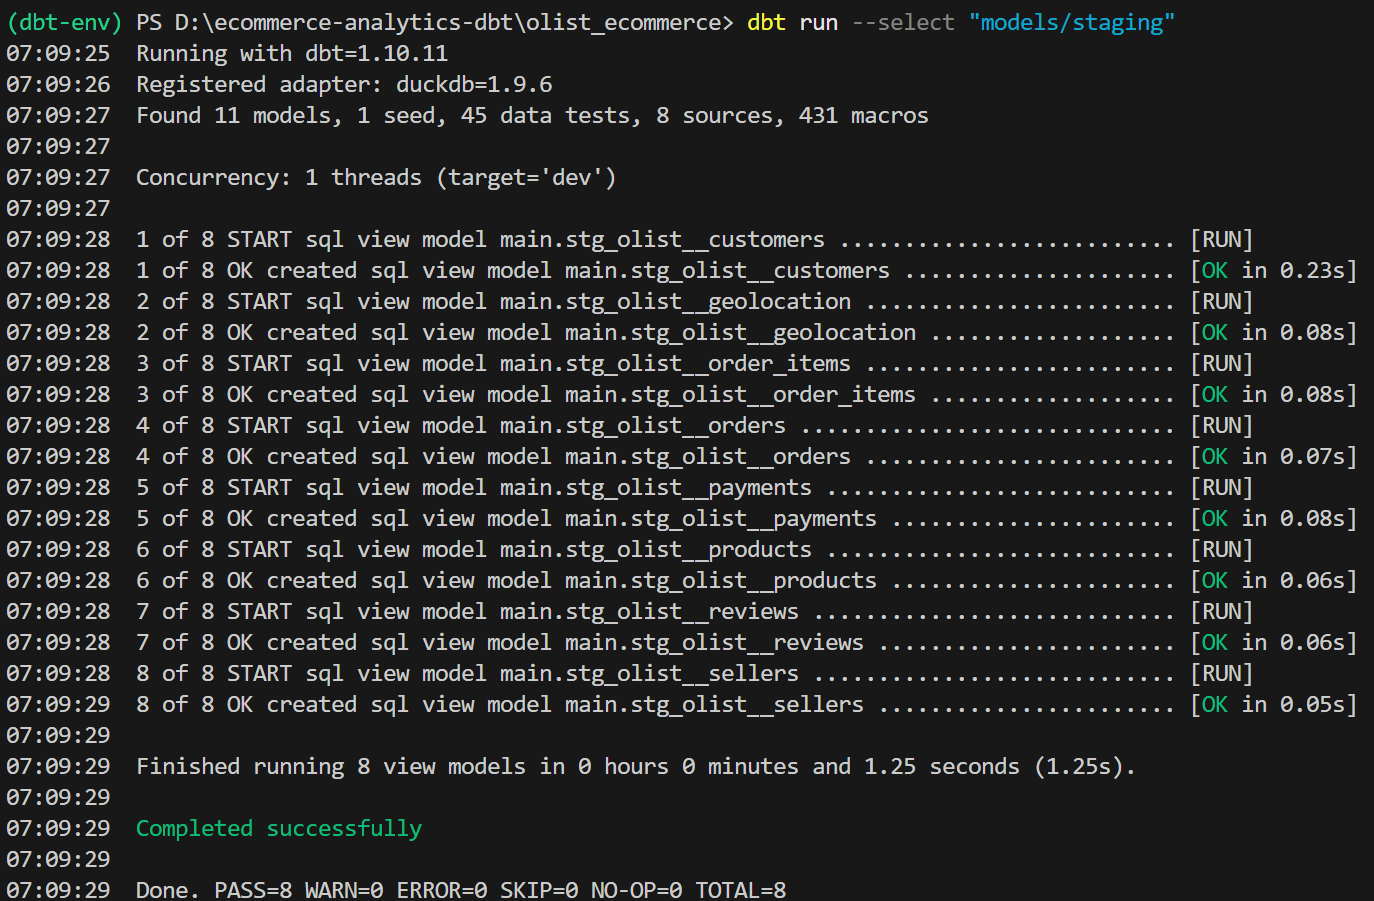 (dbt-env) PS D:\ecommerce-analytics-dbt\olist_ecommerce> dbt run --select "models/staging"
07:09:25  Running with dbt=1.10.11
07:09:26  Registered adapter: duckdb=1.9.6
07:09:27  Found 11 models, 1 seed, 45 data tests, 8 sources, 431 macros
07:09:27
07:09:27  Concurrency: 1 threads (target='dev')
07:09:27
07:09:28  1 of 8 START sql view model main.stg_olist__customers .......................... [RUN]
07:09:28  1 of 8 OK created sql view model main.stg_olist__customers ..................... [OK in 0.23s]
07:09:28  2 of 8 START sql view model main.stg_olist__geolocation ........................ [RUN]
07:09:28  2 of 8 OK created sql view model main.stg_olist__geolocation ................... [OK in 0.08s]
07:09:28  3 of 8 START sql view model main.stg_olist__order_items ........................ [RUN]
07:09:28  3 of 8 OK created sql view model main.stg_olist__order_items ................... [OK in 0.08s]
07:09:28  4 of 8 START sql view model main.stg_olist__orders ............................. [RUN]
07:09:28  4 of 8 OK created sql view model main.stg_olist__orders ........................ [OK in 0.07s]
07:09:28  5 of 8 START sql view model main.stg_olist__payments ........................... [RUN]
07:09:28  5 of 8 OK created sql view model main.stg_olist__payments ...................... [OK in 0.08s]
07:09:28  6 of 8 START sql view model main.stg_olist__products ........................... [RUN]
07:09:28  6 of 8 OK created sql view model main.stg_olist__products ...................... [OK in 0.06s]
07:09:28  7 of 8 START sql view model main.stg_olist__reviews ............................ [RUN]
07:09:28  7 of 8 OK created sql view model main.stg_olist__reviews ....................... [OK in 0.06s]
07:09:28  8 of 8 START sql view model main.stg_olist__sellers ............................ [RUN]
07:09:29  8 of 8 OK created sql view model main.stg_olist__sellers ....................... [OK in 0.05s]
07:09:29
07:09:29  Finished running 8 view models in 0 hours 0 minutes and 1.25 seconds (1.25s).
07:09:29
07:09:29  Completed successfully
07:09:29
07:09:29  Done. PASS=8 WARN=0 ERROR=0 SKIP=0 NO-OP=0 TOTAL=8